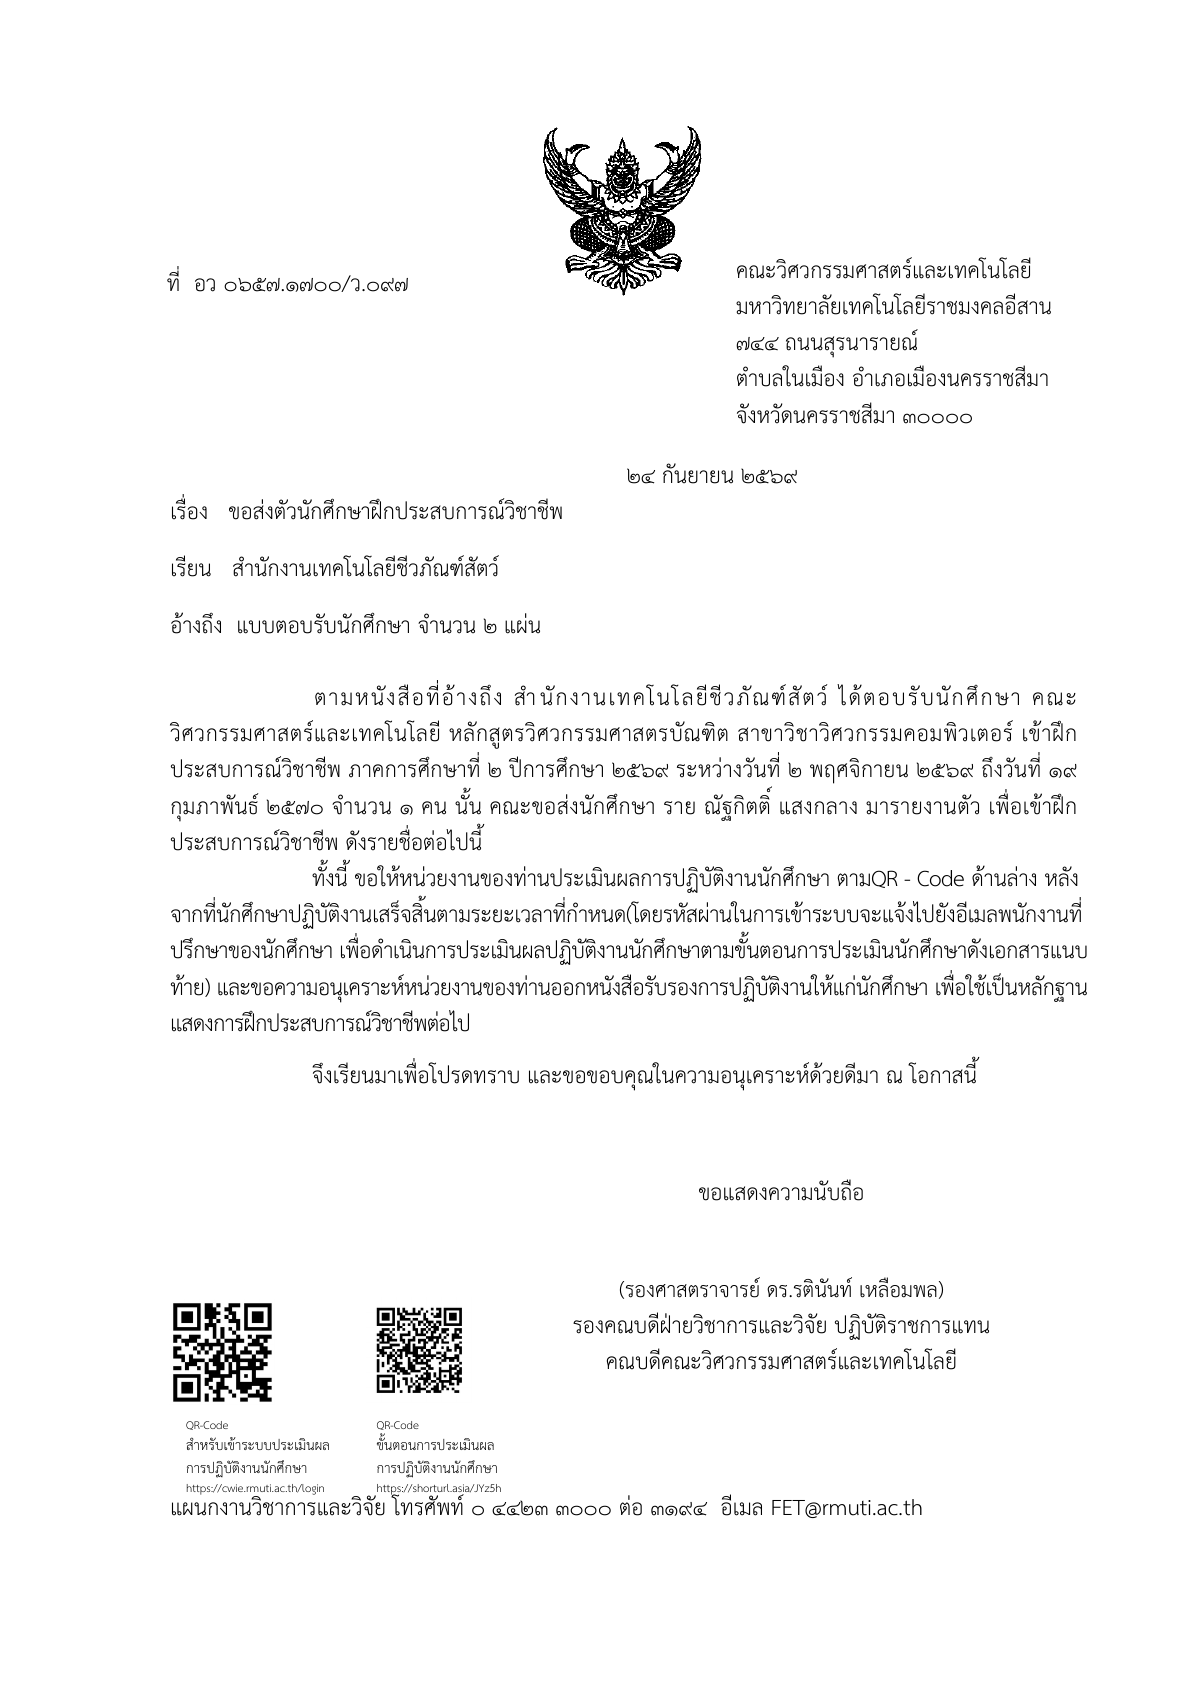 ที่ อว ๐๖๕๗.๑๗๐๐/ว.๐๙๗
คณะวิศวกรรมศาสตร์และเทคโนโลยี
มหาวิทยาลัยเทคโนโลยีราชมงคลอีสาน
๗๔๔ ถนนสุรนารายณ์
ตำบลในเมือง อำเภอเมืองนครราชสีมา
จังหวัดนครราชสีมา ๓๐๐๐๐
๒๔ กันยายน ๒๕๖๙
เรื่อง ขอส่งตัวนักศึกษาฝึกประสบการณ์วิชาชีพ
เรียน สำนักงานเทคโนโลยีชีวภัณฑ์สัตว์
อ้างถึง แบบตอบรับนักศึกษา จำนวน ๒ แผ่น
ตามหนังสือที่อ้างถึง สำนักงานเทคโนโลยีชีวภัณฑ์สัตว์ ได้ตอบรับนักศึกษา คณะ
วิศวกรรมศาสตร์และเทคโนโลยี หลักสูตรวิศวกรรมศาสตรบัณฑิต สาขาวิชาวิศวกรรมคอมพิวเตอร์ เข้าฝึก
ประสบการณ์วิชาชีพ ภาคการศึกษาที่ ๒ ปีการศึกษา ๒๕๖๙ ระหว่างวันที่ ๒ พฤศจิกายน ๒๕๖๙ ถึงวันที่ ๑๙
กุมภาพันธ์ ๒๕๗๐ จำนวน ๑ คน นั้น คณะขอส่งนักศึกษา ราย ณัฐกิตติ์ แสงกลาง มารายงานตัว เพื่อเข้าฝึก
ประสบการณ์วิชาชีพ ดังรายชื่อต่อไปนี้
ทั้งนี้ ขอให้หน่วยงานของท่านประเมินผลการปฏิบัติงานนักศึกษา ตามQR - Code ด้านล่าง หลัง
จากที่นักศึกษาปฏิบัติงานเสร็จสิ้นตามระยะเวลาที่กำหนด(โดยรหัสผ่านในการเข้าระบบจะแจ้งไปยังอีเมลพนักงานที่
ปรึกษาของนักศึกษา เพื่อดำเนินการประเมินผลปฏิบัติงานนักศึกษาตามขั้นตอนการประเมินนักศึกษาดังเอกสารแนบ
ท้าย) และขอความอนุเคราะห์หน่วยงานของท่านออกหนังสือรับรองการปฏิบัติงานให้แก่นักศึกษา เพื่อใช้เป็นหลักฐาน
แสดงการฝึกประสบการณ์วิชาชีพต่อไป
จึงเรียนมาเพื่อโปรดทราบ และขอขอบคุณในความอนุเคราะห์ด้วยดีมา ณ โอกาสนี้
ขอแสดงความนับถือ
(รองศาสตราจารย์ ดร.รตินันท์ เหลือมพล)
รองคณบดีฝ่ายวิชาการและวิจัย ปฏิบัติราชการแทน
คณบดีคณะวิศวกรรมศาสตร์และเทคโนโลยี
QR-Code
สำหรับเข้าระบบประเมินผล
การปฏิบัติงานนักศึกษา
https://cwie.rmuti.ac.th/login
QR-Code
ขั้นตอนการประเมินผล
การปฏิบัติงานนักศึกษา
https://shorturl.asia/JYz5h
แผนกงานวิชาการและวิจัย โทรศัพท์ ๐ ๔๔๒๓ ๓๐๐๐ ต่อ ๓๑๙๔ อีเมล FET@rmuti.ac.th